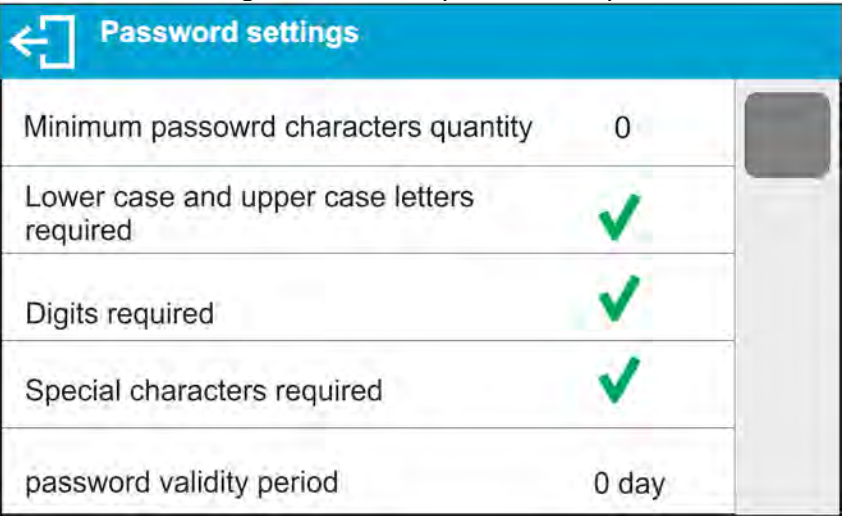 Password settings
Minimum passowrd characters quantity 0
Lower case and upper case letters
required
Digits required
Special characters required
password validity period 0 day